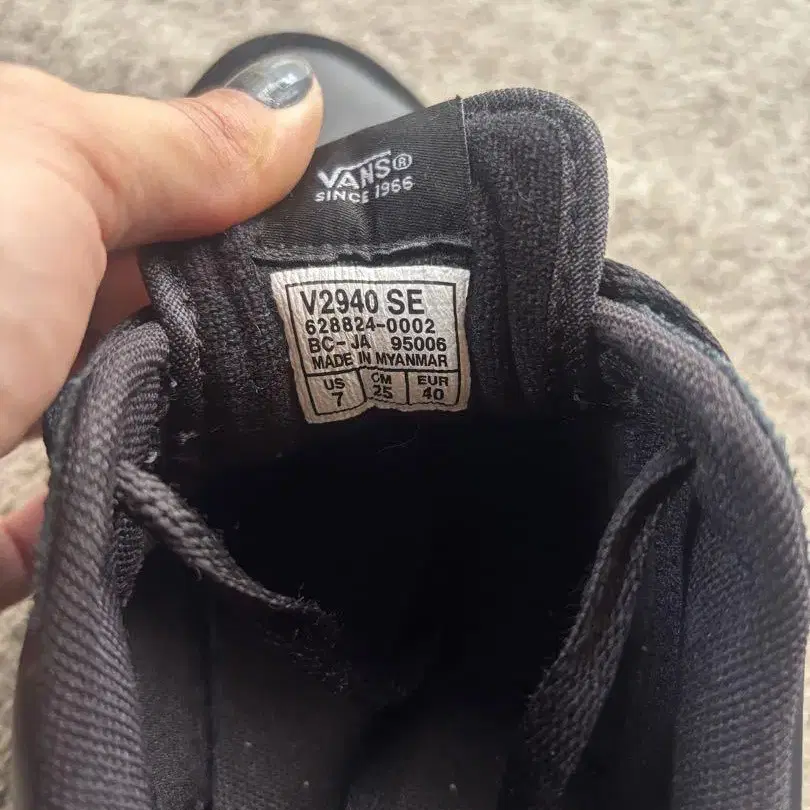 VANS®
SINCE 1966
V2940 SE
628824-0002
BC-JA 95006
MADE IN MYANMAR
US CM EUR
7 25 40